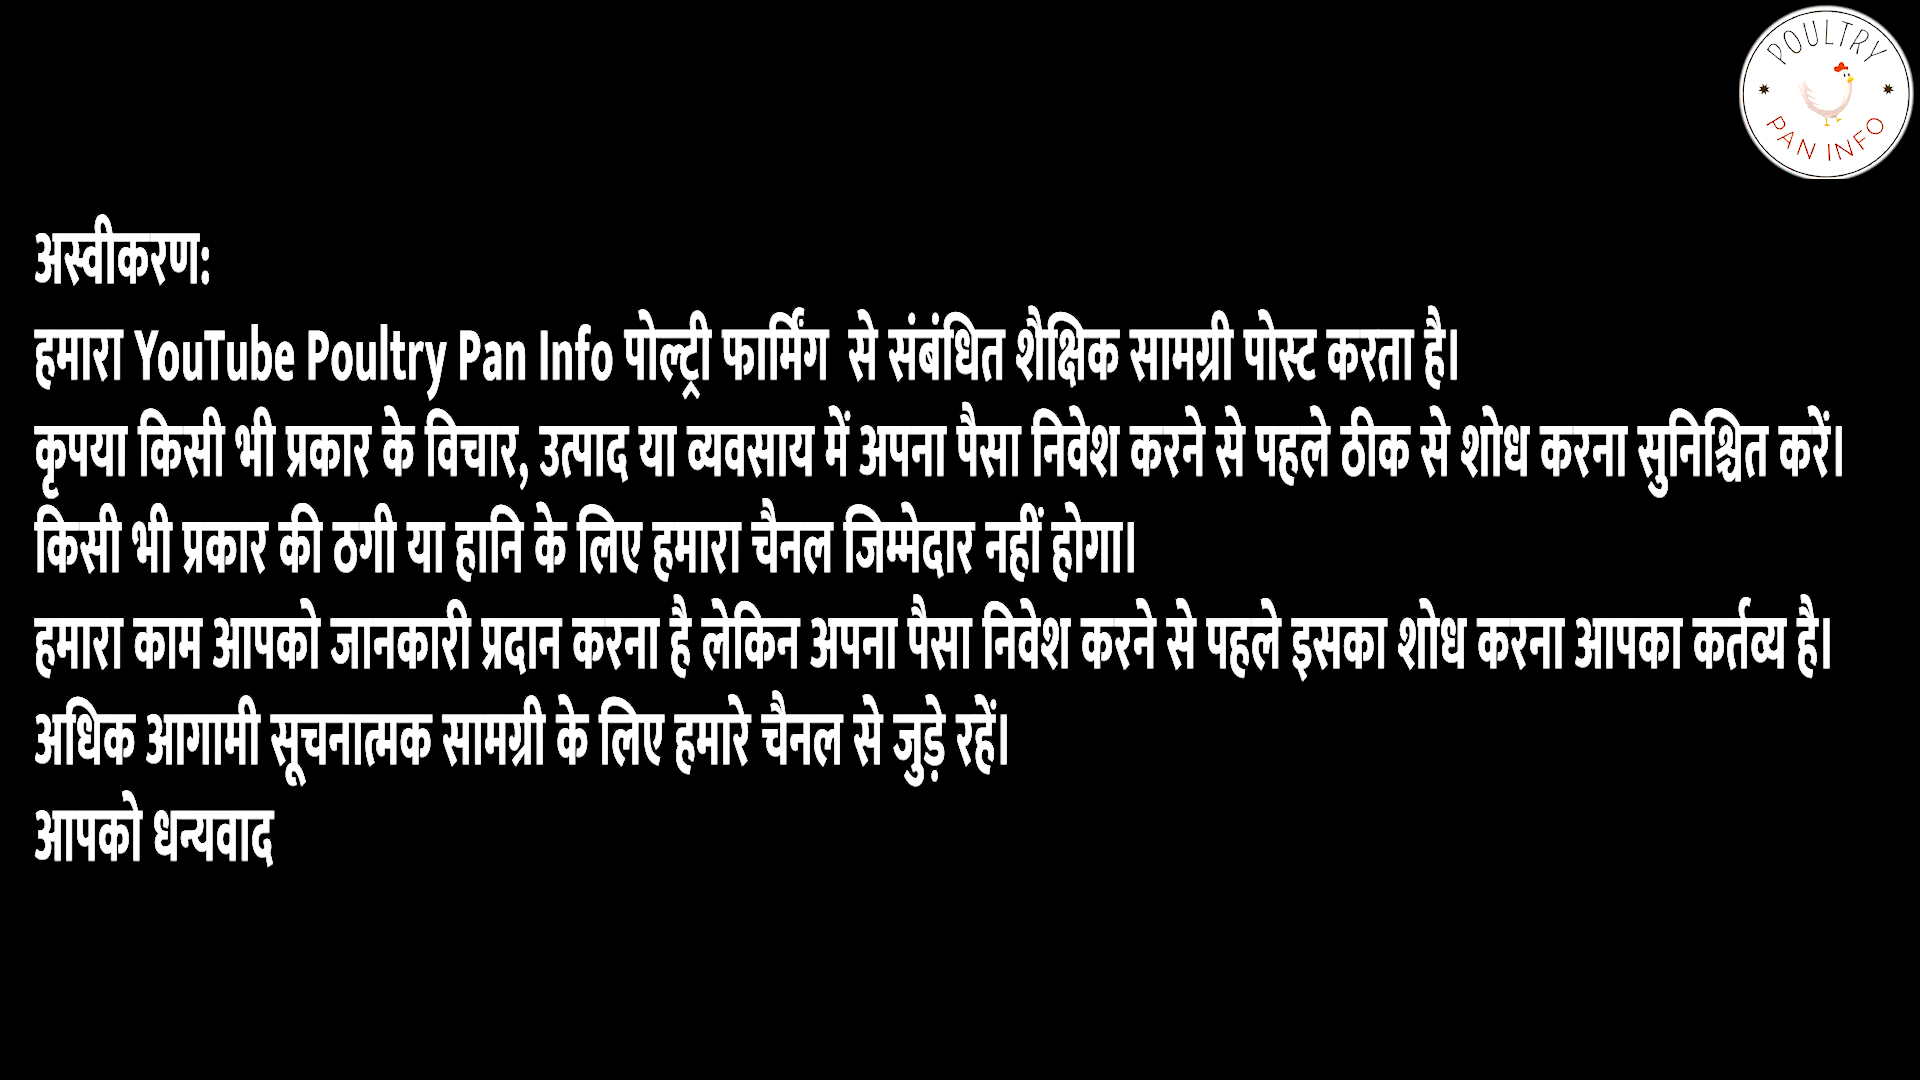 POULTRY
PAN INFO
अस्वीकरण:
हमारा YouTube Poultry Pan Info पोल्ट्री फार्मिंग से संबंधित शैक्षिक सामग्री पोस्ट करता है।
कृपया किसी भी प्रकार के विचार, उत्पाद या व्यवसाय में अपना पैसा निवेश करने से पहले ठीक से शोध करना सुनिश्चित करें।
किसी भी प्रकार की ठगी या हानि के लिए हमारा चैनल जिम्मेदार नहीं होगा।
हमारा काम आपको जानकारी प्रदान करना है लेकिन अपना पैसा निवेश करने से पहले इसका शोध करना आपका कर्तव्य है।
अधिक आगामी सूचनात्मक सामग्री के लिए हमारे चैनल से जुड़े रहें।
आपको धन्यवाद